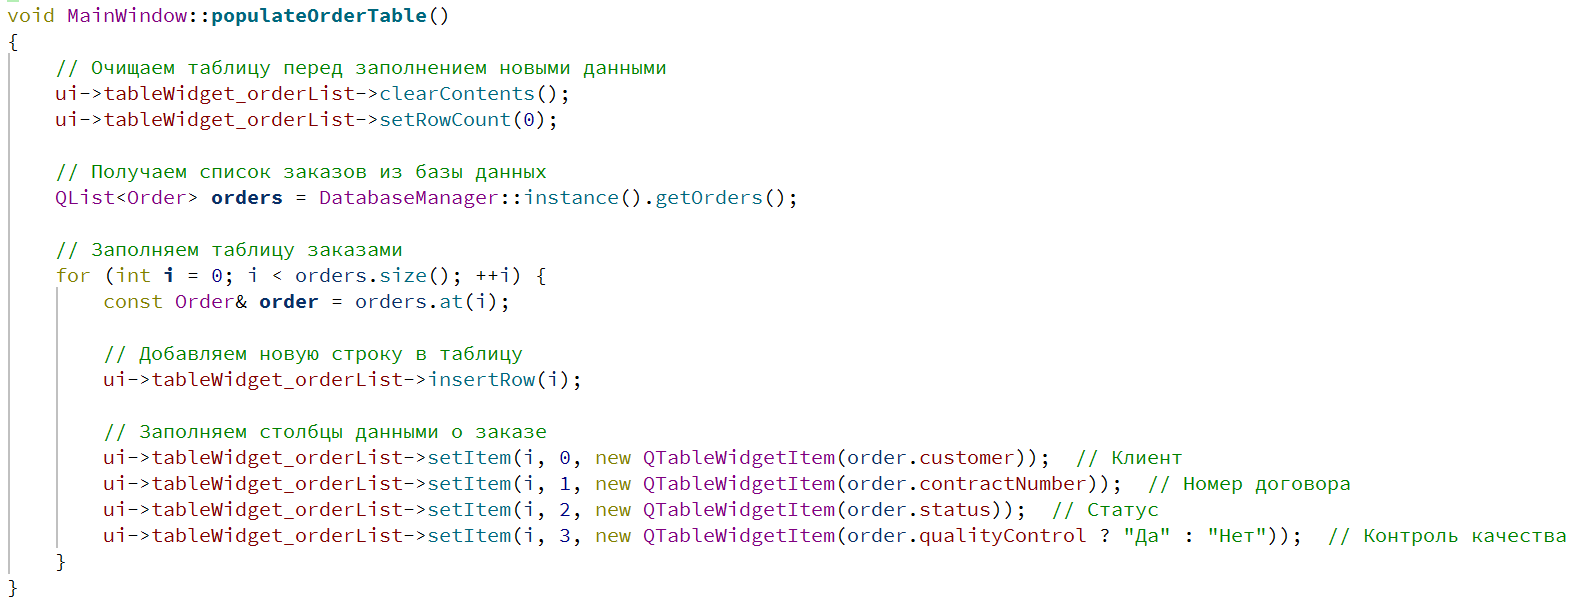 void MainWindow::populateOrderTable()
{
    // Очищаем таблицу перед заполнением новыми данными
    ui->tableWidget_orderList->clearContents();
    ui->tableWidget_orderList->setRowCount(0);

    // Получаем список заказов из базы данных
    QList<Order> orders = DatabaseManager::instance().getOrders();

    // Заполняем таблицу заказами
    for (int i = 0; i < orders.size(); ++i) {
        const Order& order = orders.at(i);

        // Добавляем новую строку в таблицу
        ui->tableWidget_orderList->insertRow(i);

        // Заполняем столбцы данными о заказе
        ui->tableWidget_orderList->setItem(i, 0, new QTableWidgetItem(order.customer));  // Клиент
        ui->tableWidget_orderList->setItem(i, 1, new QTableWidgetItem(order.contractNumber));  // Номер договора
        ui->tableWidget_orderList->setItem(i, 2, new QTableWidgetItem(order.status));  // Статус
        ui->tableWidget_orderList->setItem(i, 3, new QTableWidgetItem(order.qualityControl ? "Да" : "Нет"));  // Контроль качества
    }
}